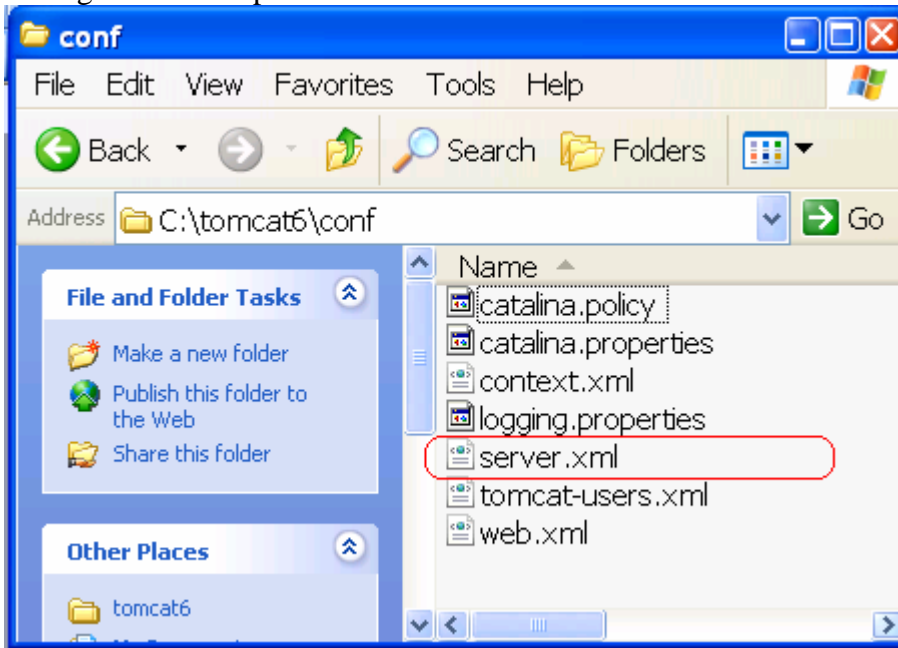 conf
File Edit View Favorites Tools Help
Back Search Folders
Address C:\tomcat6\conf Go
Name
File and Folder Tasks
Make a new folder
Publish this folder to
the Web
Share this folder
Other Places
tomcat6
catalina.policy
catalina.properties
context.xml
logging.properties
server.xml
tomcat-users.xml
web.xml